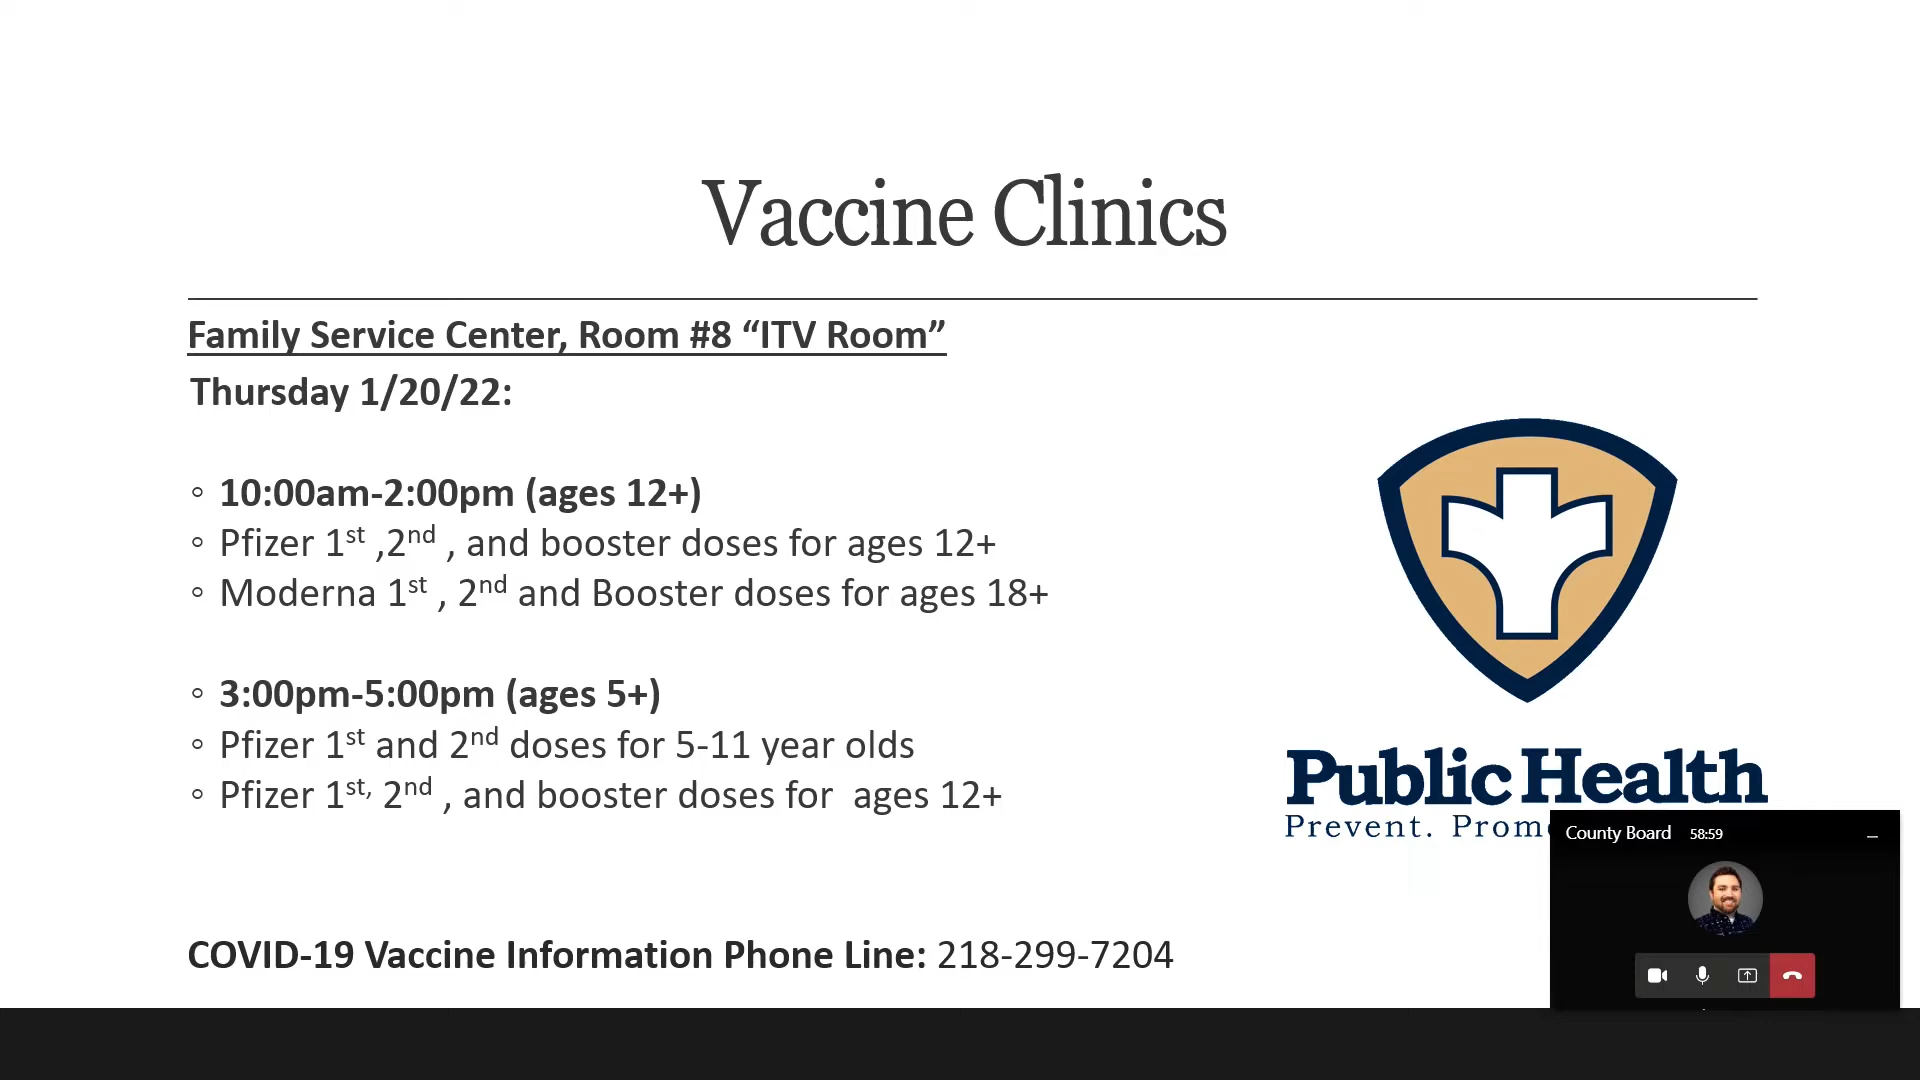 Vaccine Clinics
Family Service Center, Room #8 “ITV Room”
Thursday 1/20/22:
◦ 10:00am-2:00pm (ages 12+)
◦ Pfizer 1st ,2nd , and booster doses for ages 12+
◦ Moderna 1st , 2nd and Booster doses for ages 18+
◦ 3:00pm-5:00pm (ages 5+)
◦ Pfizer 1st and 2nd doses for 5-11 year olds
◦ Pfizer 1st, 2nd , and booster doses for  ages 12+
COVID-19 Vaccine Information Phone Line: 218-299-7204
Public Health
Prevent. Prom
County Board 58:59